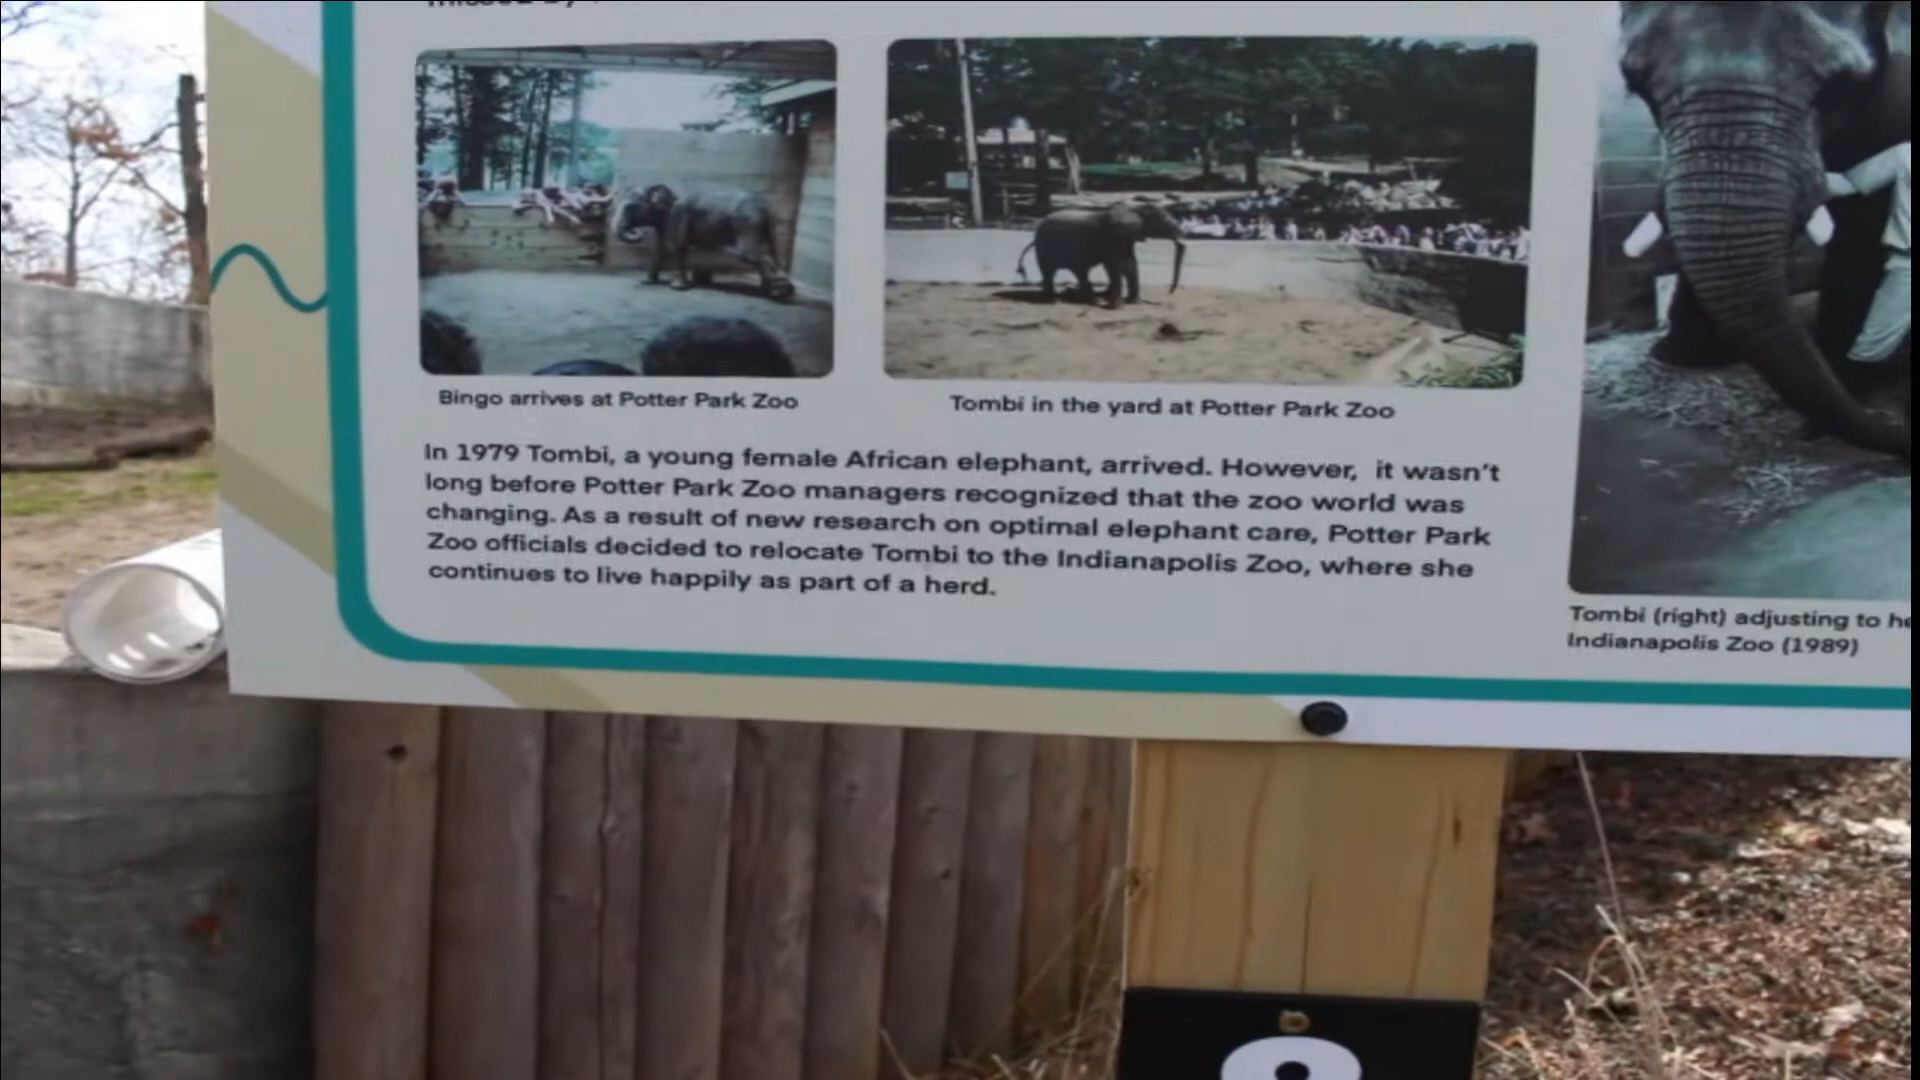 Bingo arrives at Potter Park Zoo
Tombi in the yard at Potter Park Zoo
In 1979 Tombi, a young female African elephant, arrived. However, it wasn't
long before Potter Park Zoo managers recognized that the zoo world was
changing. As a result of new research on optimal elephant care, Potter Park
Zoo officials decided to relocate Tombi to the Indianapolis Zoo, where she
continues to live happily as part of a herd.
Tombi (right) adjusting to
Indianapolis Zoo (1989)